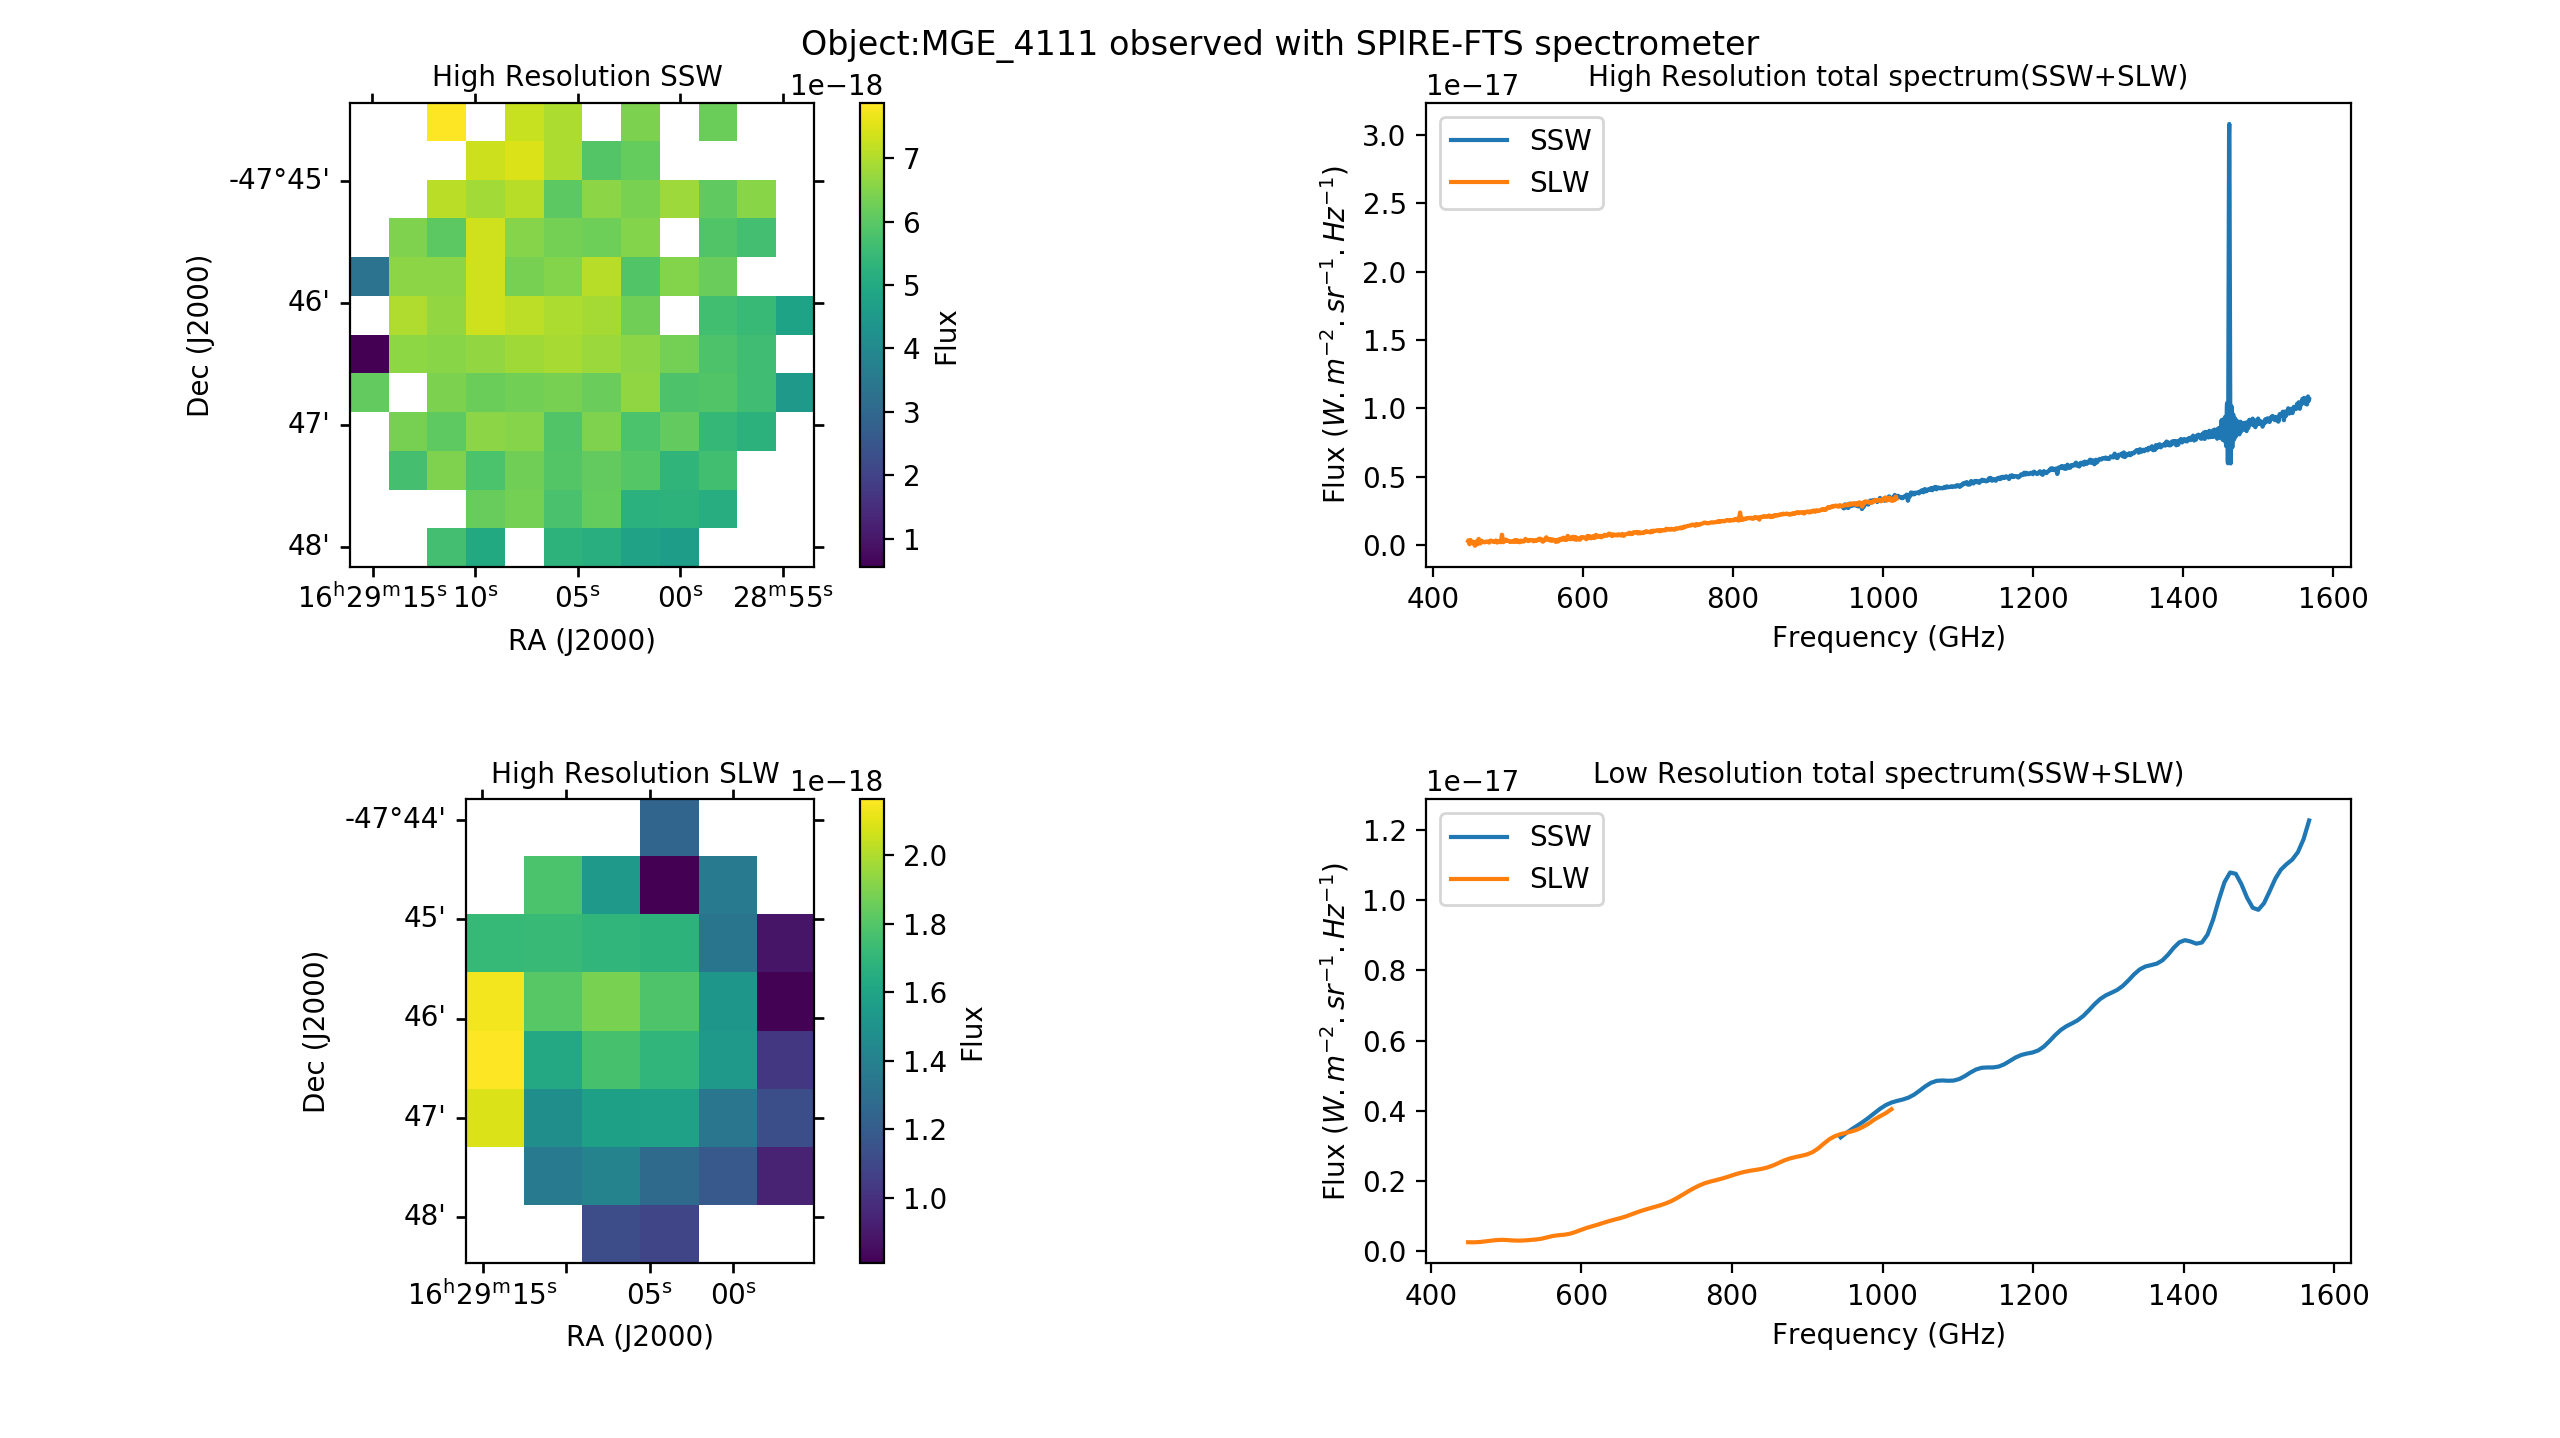 Object:MGE_4111 observed with SPIRE-FTS spectrometer
High Resolution SSW
1e−18
-47°45'
46'
47'
48'
Dec (J2000)
16h29m15s 10s 05s 00s 28m55s
RA (J2000)
7
6
5
4
3
2
1
Flux
High Resolution total spectrum(SSW+SLW)
1e−17
SSW
SLW
3.0
2.5
2.0
1.5
1.0
0.5
0.0
Flux (W.m−2.sr−1.Hz−1)
400 600 800 1000 1200 1400 1600
Frequency (GHz)
High Resolution SLW
1e−18
-47°44'
45'
46'
47'
48'
Dec (J2000)
16h29m15s 05s 00s
RA (J2000)
2.0
1.8
1.6
1.4
1.2
1.0
Flux
Low Resolution total spectrum(SSW+SLW)
1e−17
SSW
SLW
1.2
1.0
0.8
0.6
0.4
0.2
0.0
Flux (W.m−2.sr−1.Hz−1)
400 600 800 1000 1200 1400 1600
Frequency (GHz)